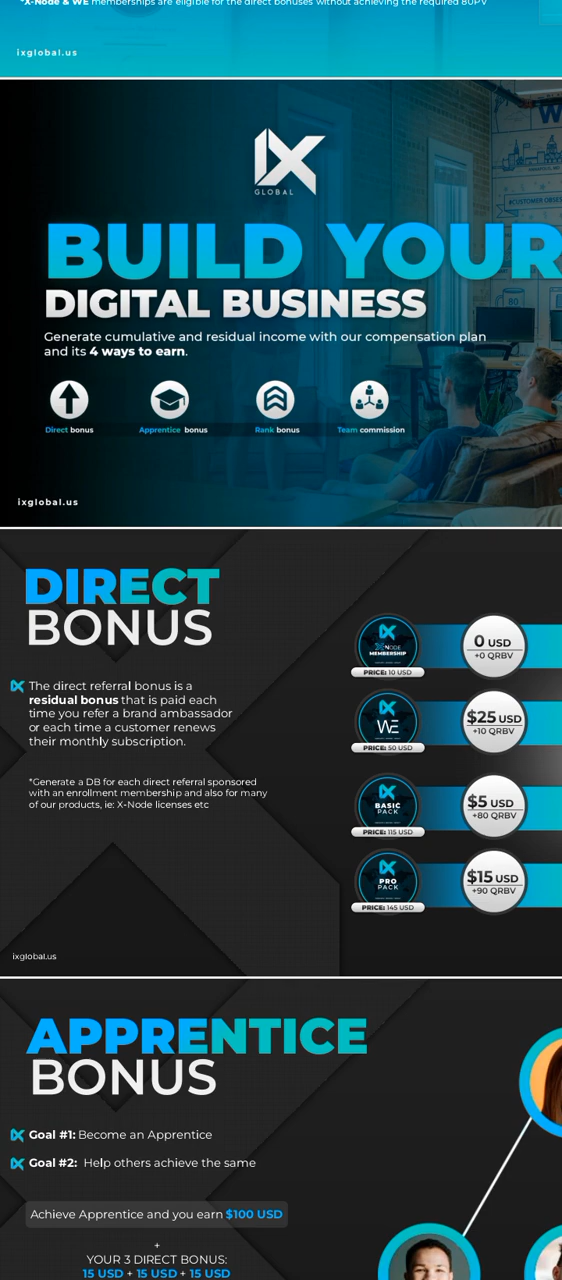 *X-Node & WE memberships are eligible for the direct bonuses without achieving the required 80PV
ixglobal.us
IX
GLOBAL
BUILD YOUR
DIGITAL BUSINESS
Generate cumulative and residual income with our compensation plan
and its 4 ways to earn.
Direct bonus
Apprentice bonus
Rank bonus
Team commission
#CUSTOMER OBSE
80
ixglobal.us
DIRECT
BONUS
The direct referral bonus is a
residual bonus that is paid each
time you refer a brand ambassador
or each time a customer renews
their monthly subscription.
*Generate a DB for each direct referral sponsored
with an enrollment membership and also for many
of our products, ie: X-Node licenses etc
X NODE
MEMBERSHIP
PRICE: 10 USD
0 USD
+0 QRBV
WE
PRICE: 50 USD
$25 USD
+10 QRBV
BASIC
PACK
PRICE: 115 USD
$5 USD
+80 QRBV
PRO
PACK
PRICE: 145 USD
$15 USD
+90 QRBV
ixglobal.us
APPRENTICE
BONUS
Goal #1: Become an Apprentice
Goal #2: Help others achieve the same
Achieve Apprentice and you earn $100 USD
+
YOUR 3 DIRECT BONUS:
15 USD + 15 USD + 15 USD